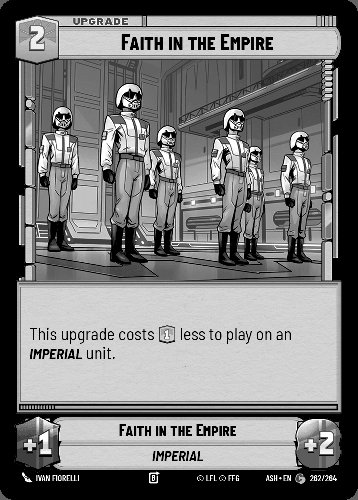 UPGRADE
2
FAITH IN THE EMPIRE
This upgrade costs 1 less to play on an
IMPERIAL unit.
+1
FAITH IN THE EMPIRE
IMPERIAL
+2
IVAN FIORELLI
© LFL © FFG
ASH • EN
262/264